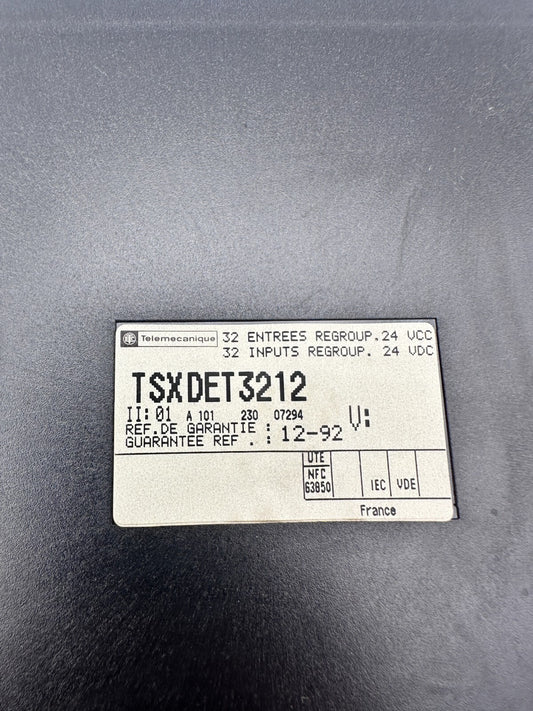 Telemecanique 32 ENTREES REGROUP.24 VCC
32 INPUTS REGROUP. 24 VDC
TSXDET3212
II: 01 A 101 230 07294 V:
REF.DE GARANTIE :
GUARANTEE REF . : 12-92
UTE
NFC
63850 IEC VDE
France